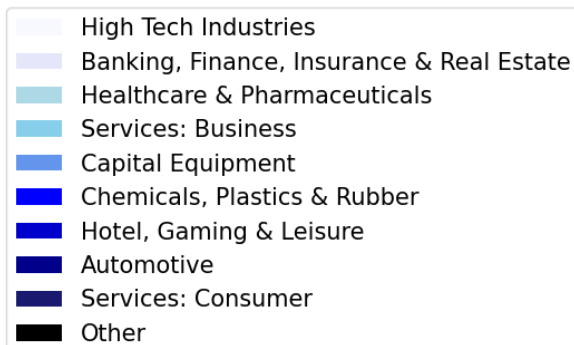 High Tech Industries
Banking, Finance, Insurance & Real Estate
Healthcare & Pharmaceuticals
Services: Business
Capital Equipment
Chemicals, Plastics & Rubber
Hotel, Gaming & Leisure
Automotive
Services: Consumer
Other